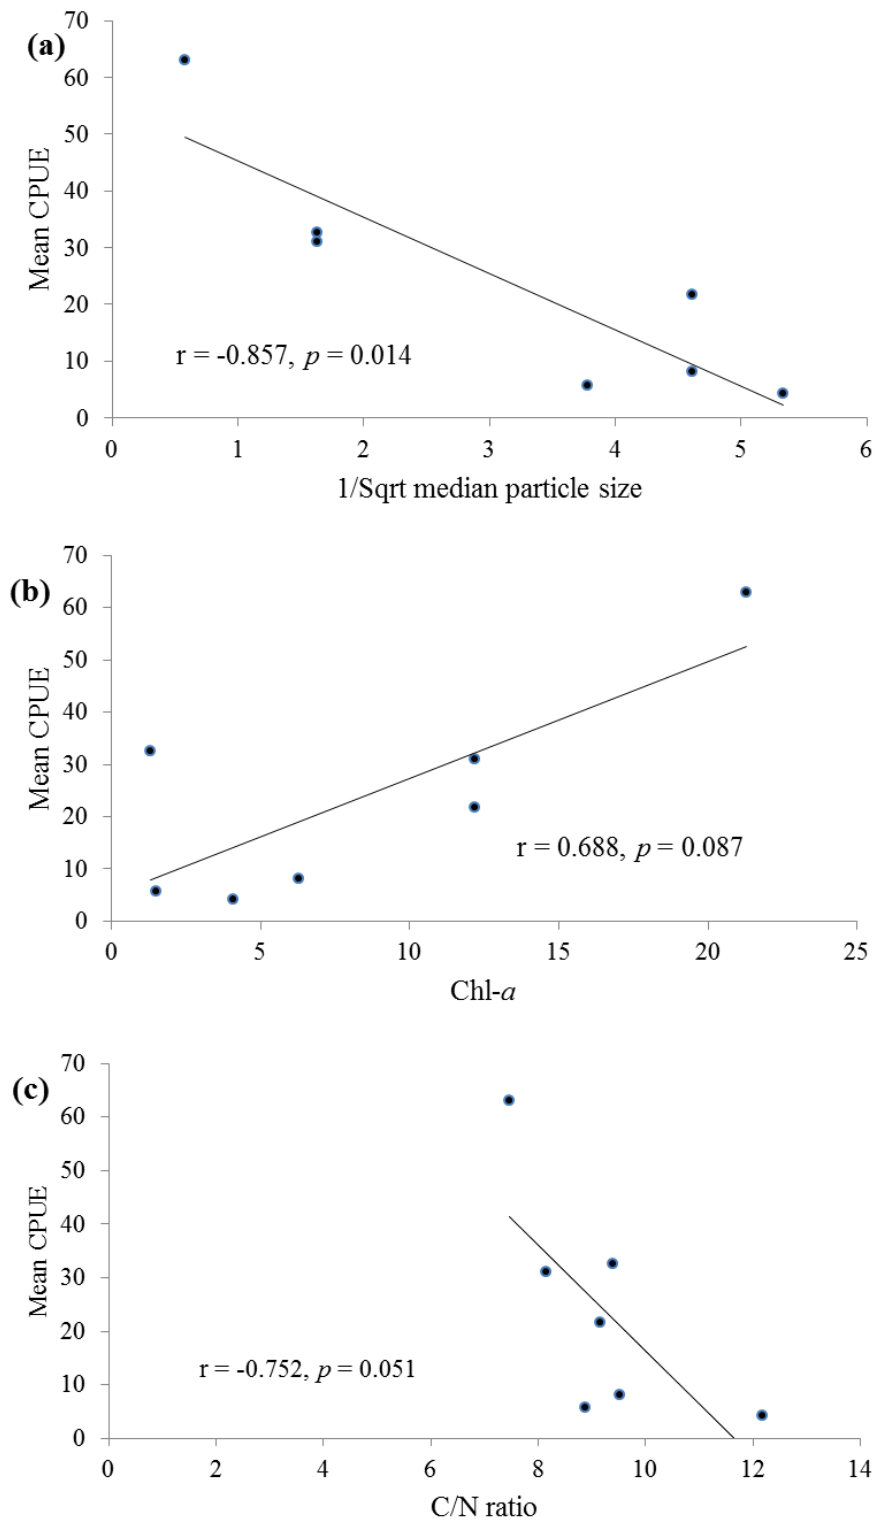 (a)
70
60
50
40
30
20
10
0
Mean CPUE
r = -0.857, p = 0.014
0 1 2 3 4 5 6
1/Sqrt median particle size
(b)
70
60
50
40
30
20
10
0
Mean CPUE
r = 0.688, p = 0.087
0 5 10 15 20 25
Chl-a
(c)
70
60
50
40
30
20
10
0
Mean CPUE
r = -0.752, p = 0.051
0 2 4 6 8 10 12 14
C/N ratio